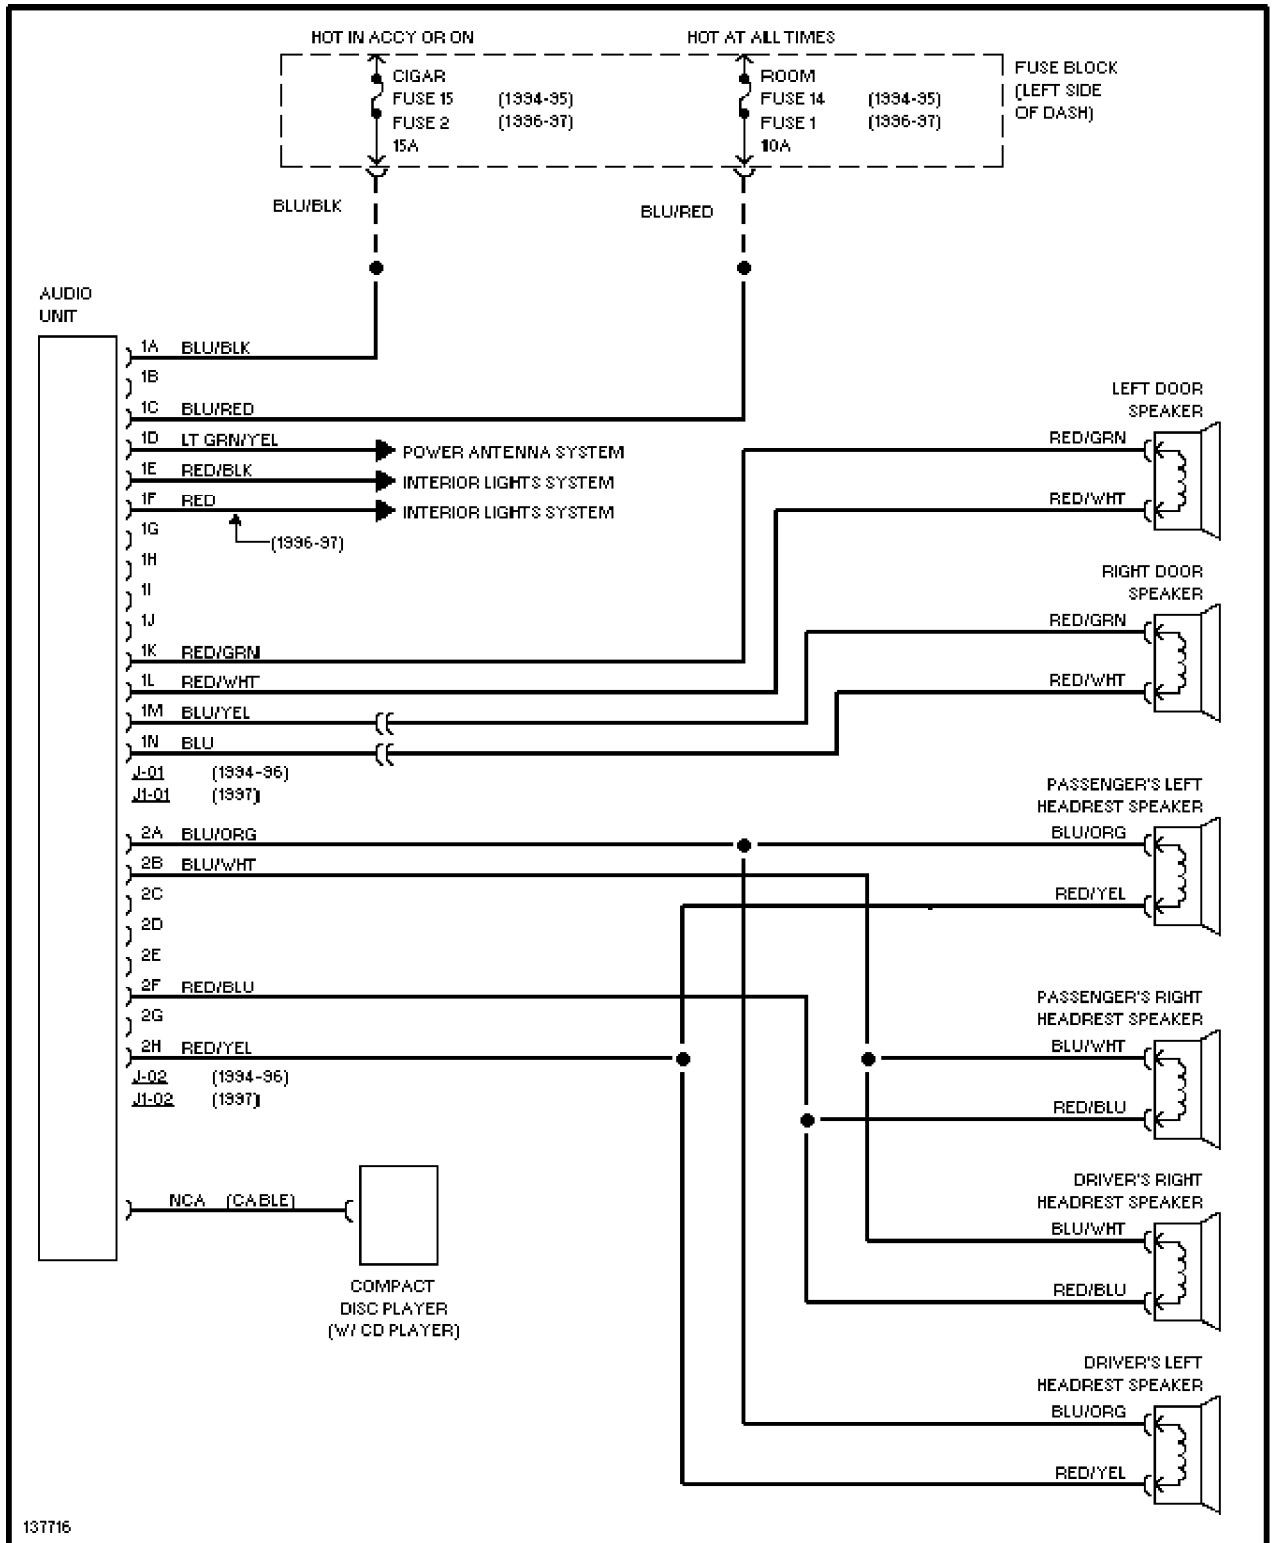 HOT IN ACCY OR ON
HOT AT ALL TIMES
CIGAR
FUSE 15 (1994-95)
FUSE 2 (1996-97)
15A
ROOM
FUSE 14 (1994-95)
FUSE 1 (1996-97)
10A
FUSE BLOCK
(LEFT SIDE
OF DASH)
BLU/BLK
BLU/RED
AUDIO
UNIT
1A BLU/BLK
1B
1C BLU/RED
1D LT GRN/YEL
POWER ANTENNA SYSTEM
1E RED/BLK
INTERIOR LIGHTS SYSTEM
1F RED
INTERIOR LIGHTS SYSTEM
(1996-97)
1G
1H
1I
1J
1K RED/GRN
1L RED/WHT
1M BLU/YEL
1N BLU
J-01 (1994-96)
J1-01 (1997)
2A BLU/ORG
2B BLU/WHT
2C
2D
2E
2F RED/BLU
2G
2H RED/YEL
J-02 (1994-96)
J1-02 (1997)
NCA (CABLE)
COMPACT
DISC PLAYER
(W/ CD PLAYER)
LEFT DOOR
SPEAKER
RED/GRN
RED/WHT
RIGHT DOOR
SPEAKER
RED/GRN
RED/WHT
PASSENGER'S LEFT
HEADREST SPEAKER
BLU/ORG
RED/YEL
PASSENGER'S RIGHT
HEADREST SPEAKER
BLU/WHT
RED/BLU
DRIVER'S RIGHT
HEADREST SPEAKER
BLU/WHT
RED/BLU
DRIVER'S LEFT
HEADREST SPEAKER
BLU/ORG
RED/YEL
137716